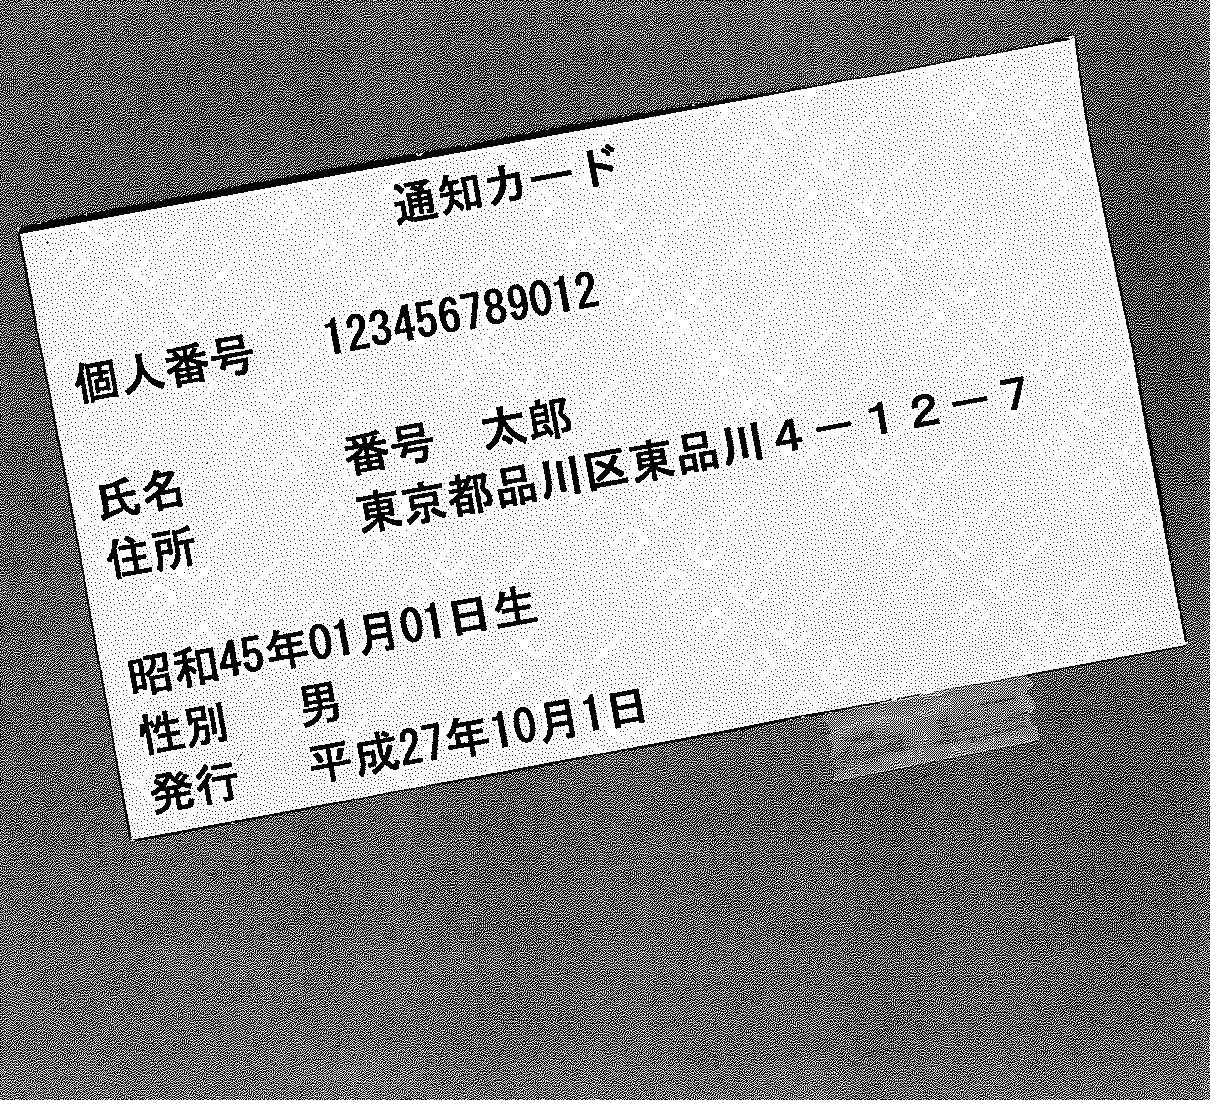 通知カード
個人番号 123456789012
氏名 番号 太郎
住所 東京都品川区東品川4-12-7
昭和45年01月01日生
性別 男
発行 平成27年10月1日